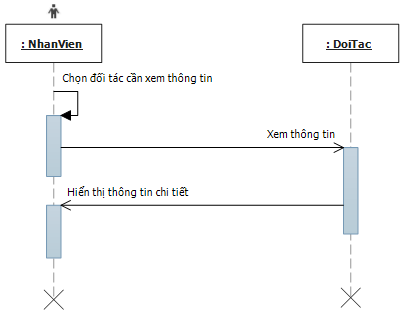 : NhanVien
: DoiTac
Chọn đối tác cần xem thông tin
Xem thông tin
Hiển thị thông tin chi tiết